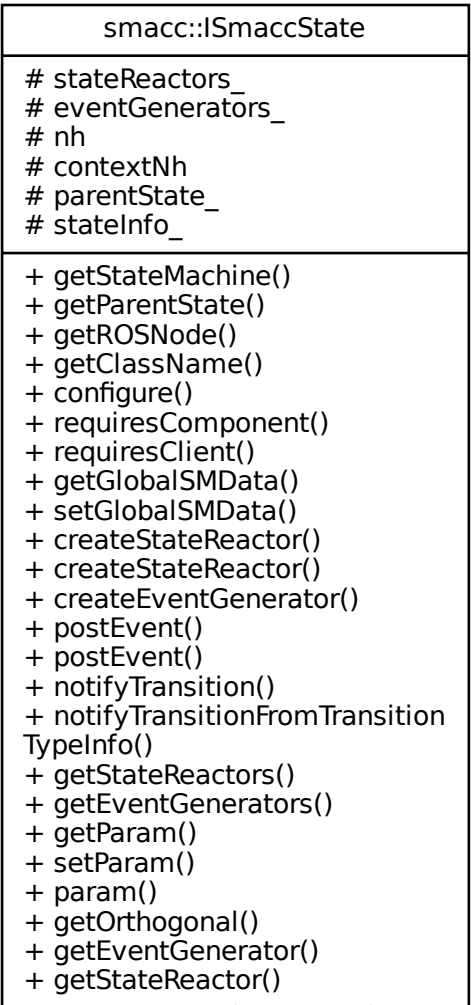 smacc::ISmaccState
# stateReactors_
# eventGenerators_
# nh
# contextNh
# parentState_
# stateInfo_
+ getStateMachine()
+ getParentState()
+ getROSNode()
+ getClassName()
+ configure()
+ requiresComponent()
+ requiresClient()
+ getGlobalSMData()
+ setGlobalSMData()
+ createStateReactor()
+ createStateReactor()
+ createEventGenerator()
+ postEvent()
+ postEvent()
+ notifyTransition()
+ notifyTransitionFromTransition
TypeInfo()
+ getStateReactors()
+ getEventGenerators()
+ getParam()
+ setParam()
+ param()
+ getOrthogonal()
+ getEventGenerator()
+ getStateReactor()